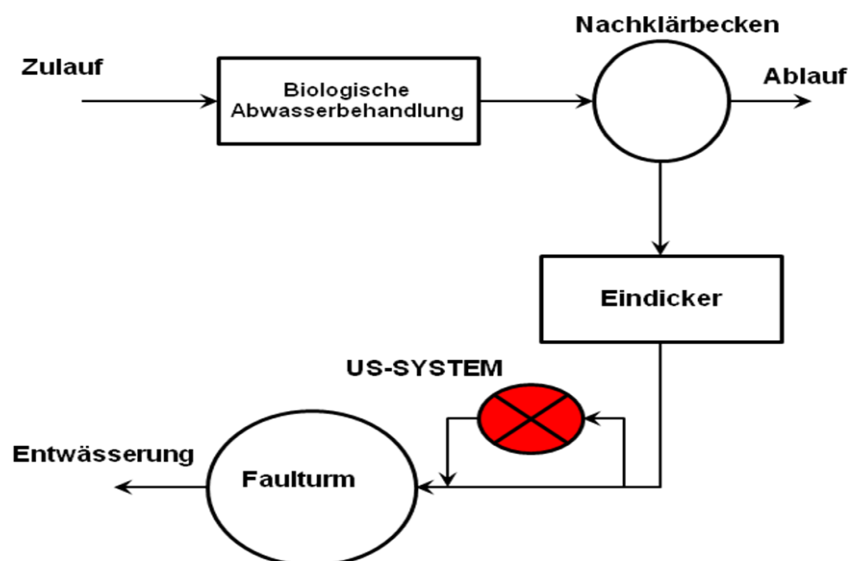 Nachklärbecken
Zulauf
Ablauf
Biologische
Abwasserbehandlung
Eindicker
US-SYSTEM
Entwässerung
Faulturm